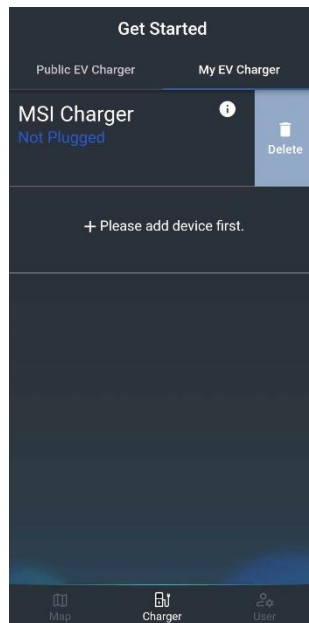 Get Started
Public EV Charger
My EV Charger
MSI Charger
Not Plugged
Delete
+ Please add device first.
Map
Charger
User